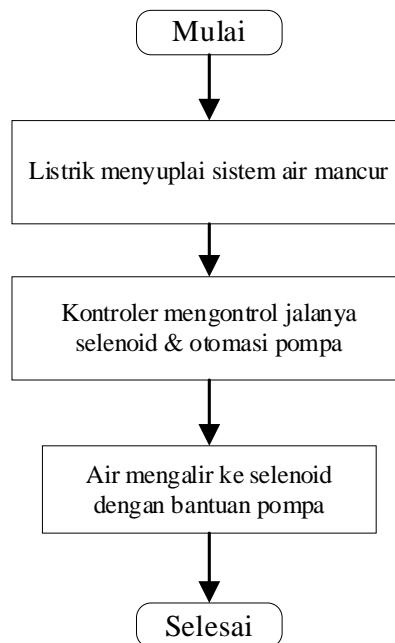 Mulai
Listrik menyuplai sistem air mancur
Kontroler mengontrol jalanya
selenoid & otomasi pompa
Air mengalir ke selenoid
dengan bantuan pompa
Selesai